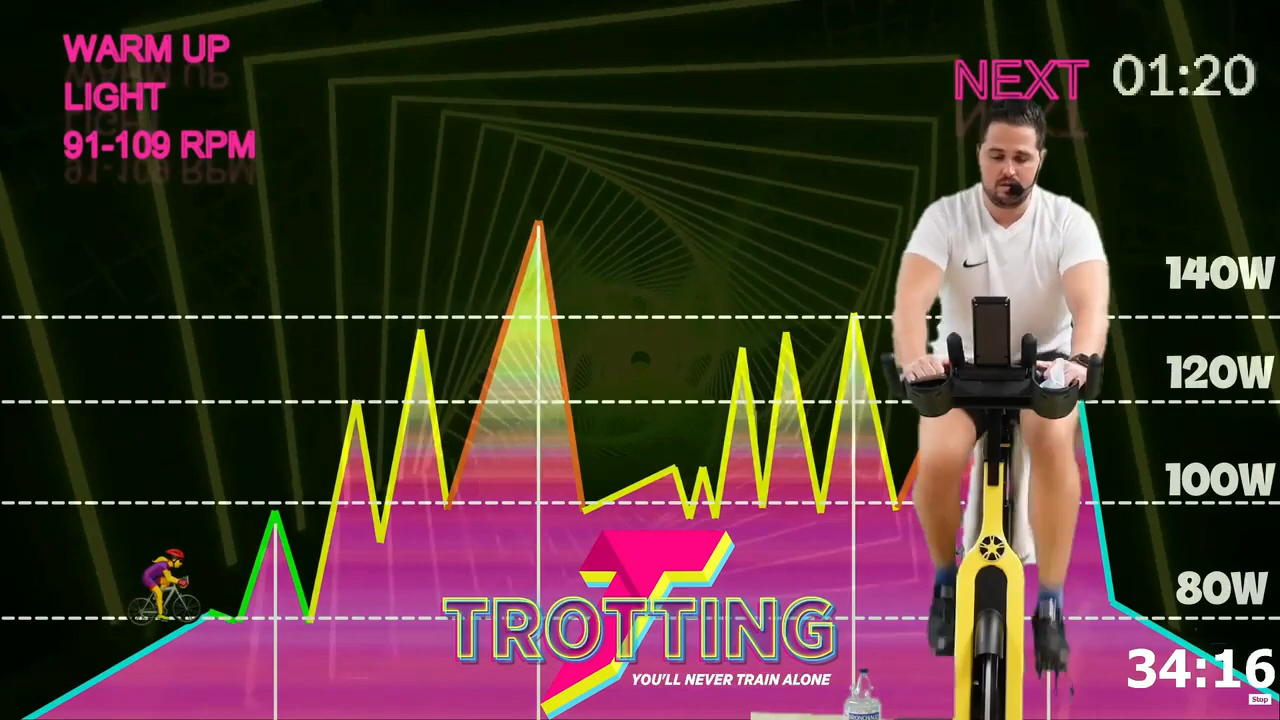 WARM UP
LIGHT
91-109 RPM
NEXT 01:20
140W
120W
100W
80W
TROTTING
YOU'LL NEVER TRAIN ALONE
34:16
Stop